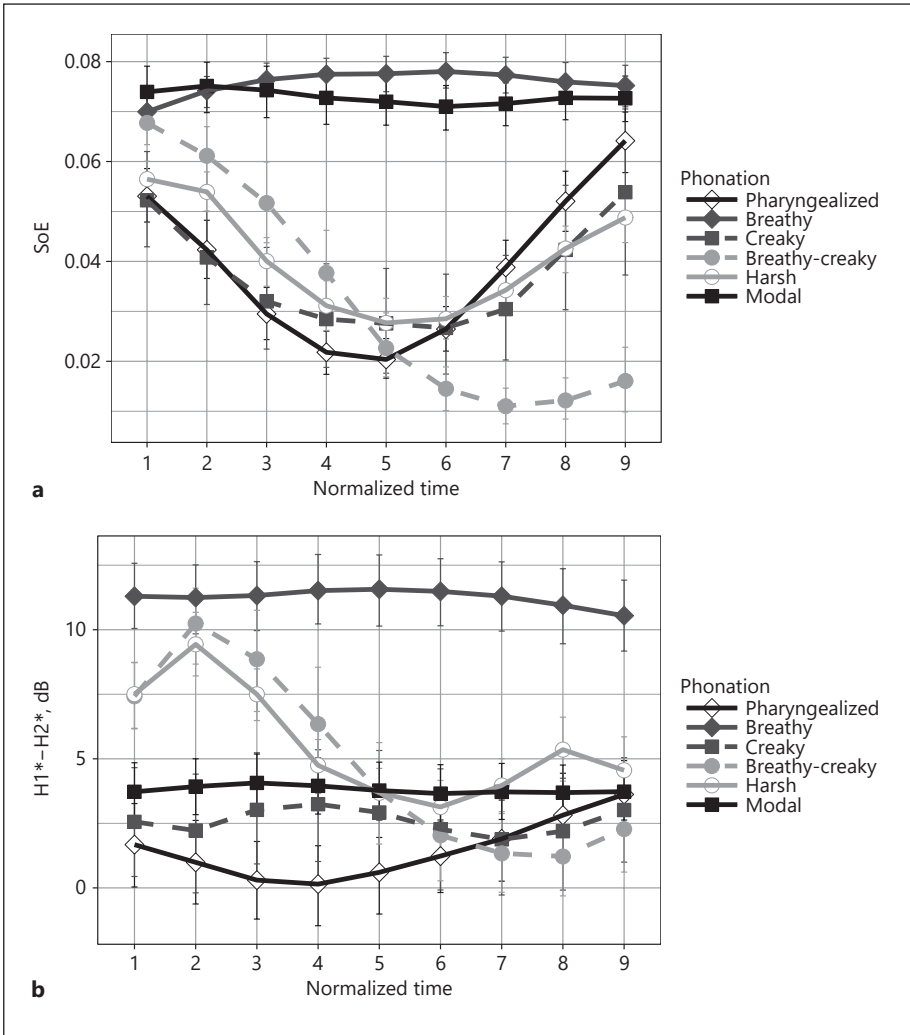 0.08
0.06
0.04
0.02
SoE
1 2 3 4 5 6 7 8 9
Normalized time
a
Phonation
Pharyngealized
Breathy
Creaky
Breathy-creaky
Harsh
Modal
10
5
0
H1*–H2*, dB
1 2 3 4 5 6 7 8 9
Normalized time
b
Phonation
Pharyngealized
Breathy
Creaky
Breathy-creaky
Harsh
Modal